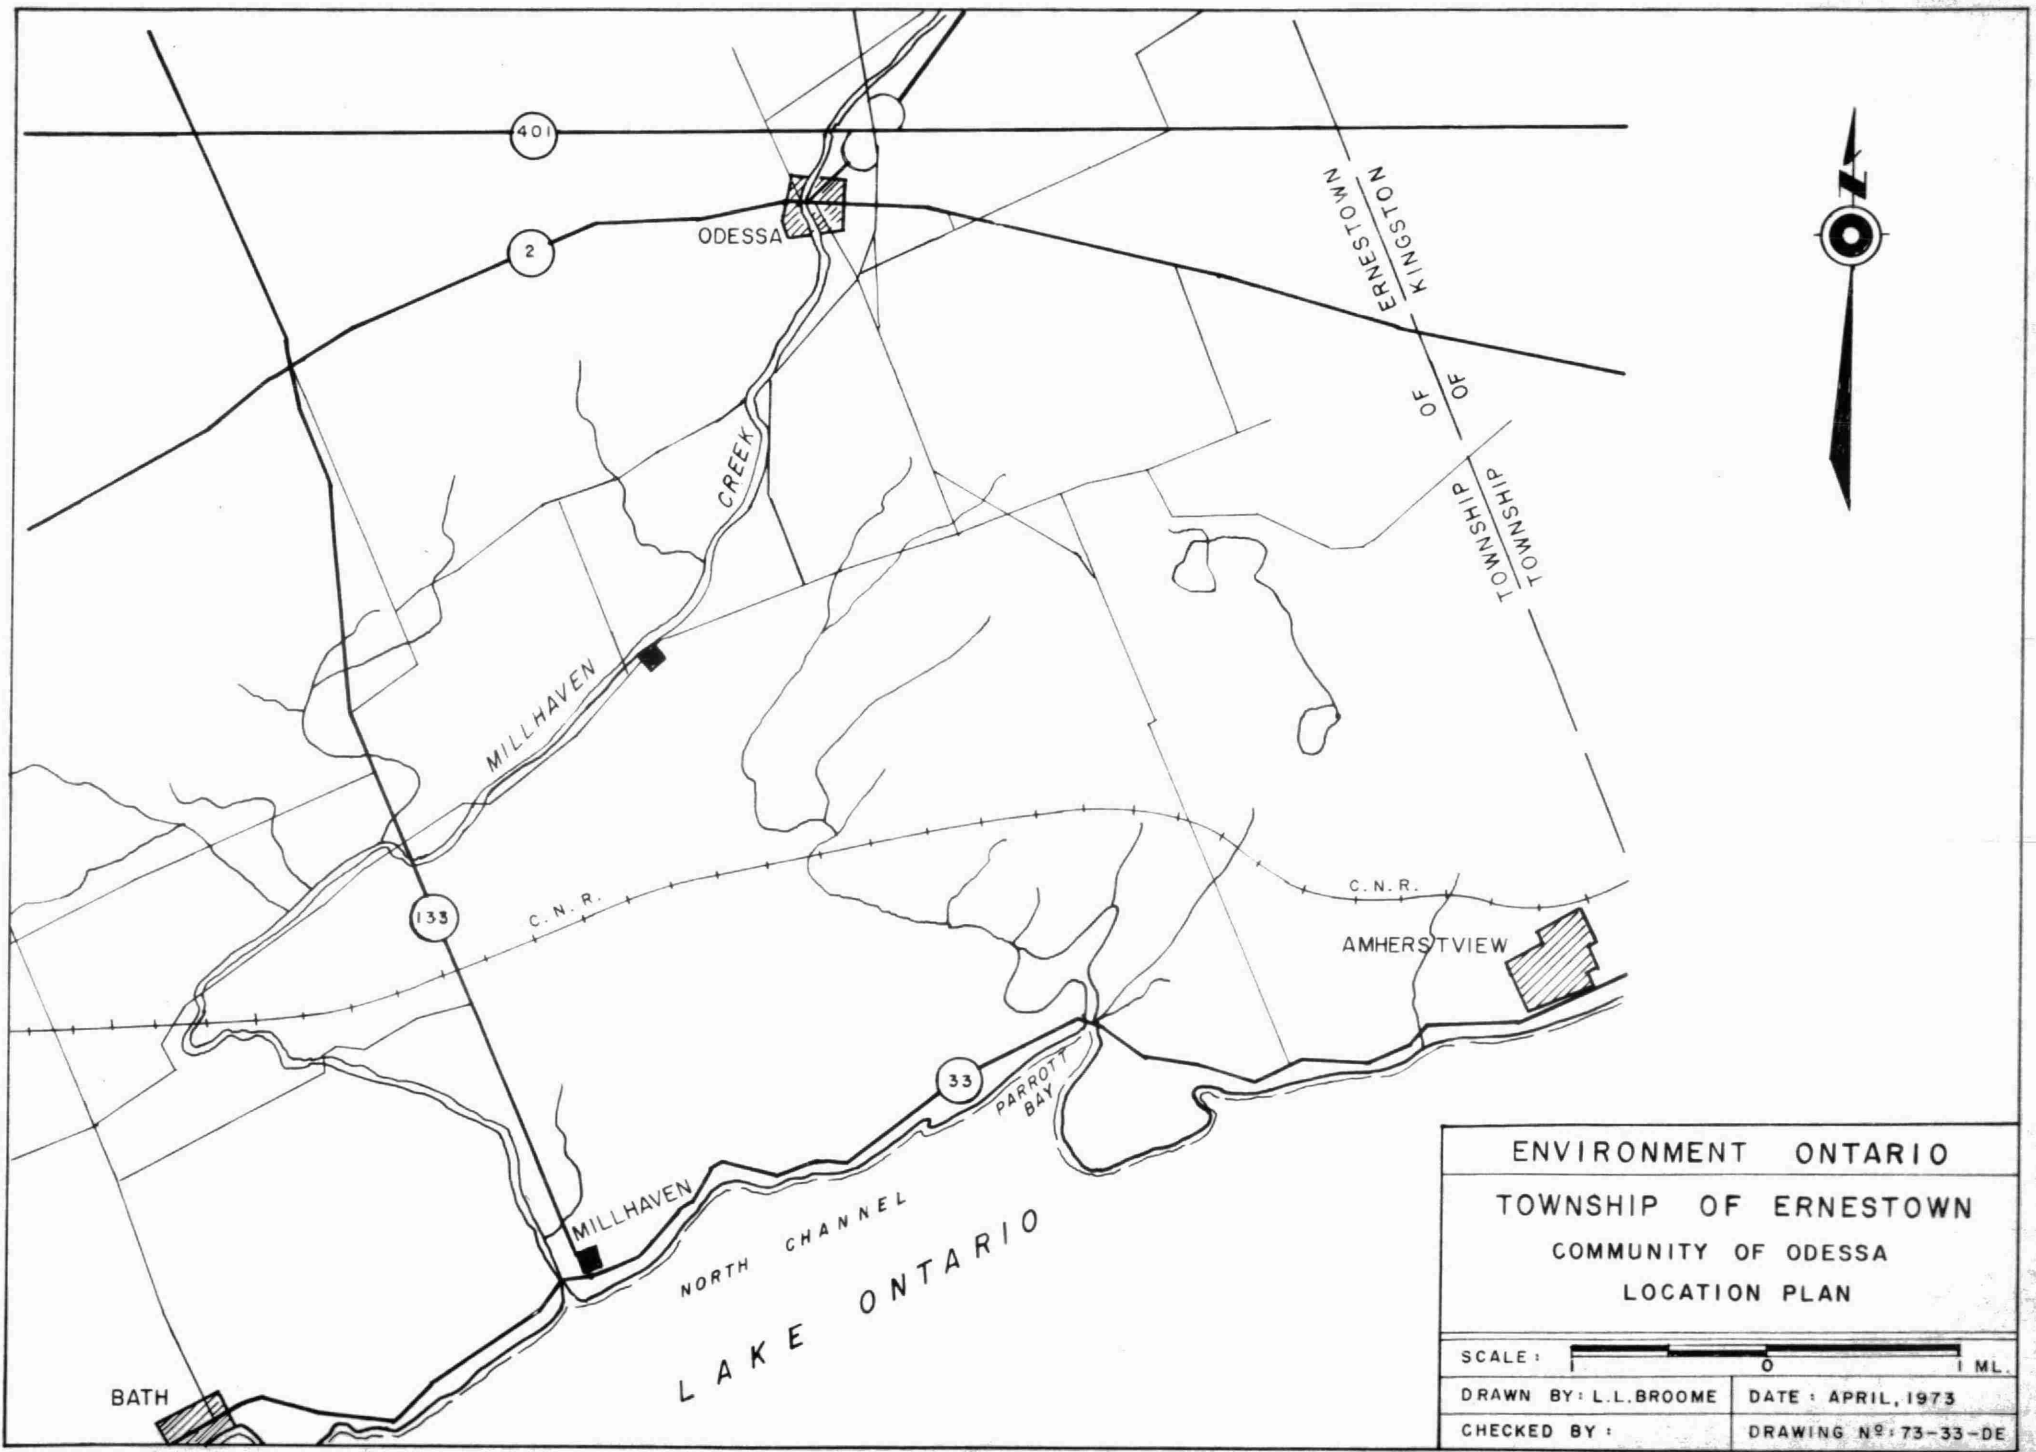 401
2
ODESSA
ERNESTOWN
KINGSTON
OF
OF
TOWNSHIP
TOWNSHIP
N
CREEK
MILLHAVEN
133
C.N.R.
C.N.R.
AMHERSTVIEW
33
PARROTT
BAY
MILLHAVEN
NORTH CHANNEL
LAKE ONTARIO
BATH
ENVIRONMENT ONTARIO
TOWNSHIP OF ERNESTOWN
COMMUNITY OF ODESSA
LOCATION PLAN
SCALE: 1 0 1 ML.
DRAWN BY: L.L.BROOME
DATE: APRIL, 1973
CHECKED BY:
DRAWING Nº: 73-33-DE